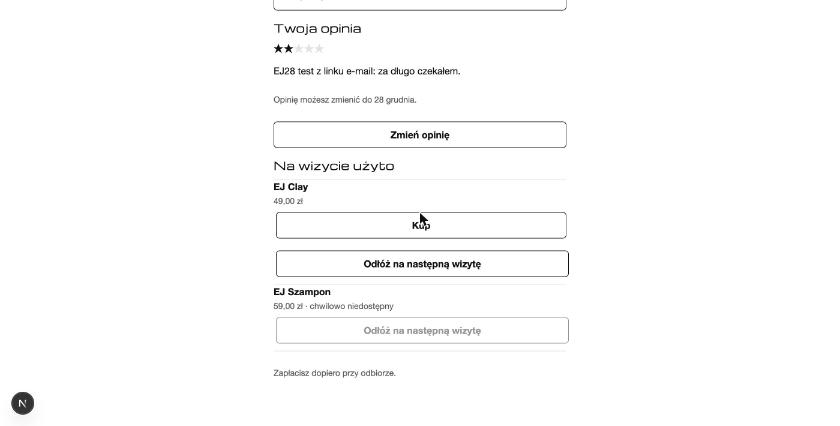 Twoja opinia
EJ28 test z linku e-mail: za długo czekałem.
Opinię możesz zmienić do 28 grudnia.
Zmień opinię
Na wizycie użyto
EJ Clay
49,00 zł
Kup
Odłóż na następną wizytę
EJ Szampon
59,00 zł · chwilowo niedostępny
Odłóż na następną wizytę
Zapłacisz dopiero przy odbiorze.
N